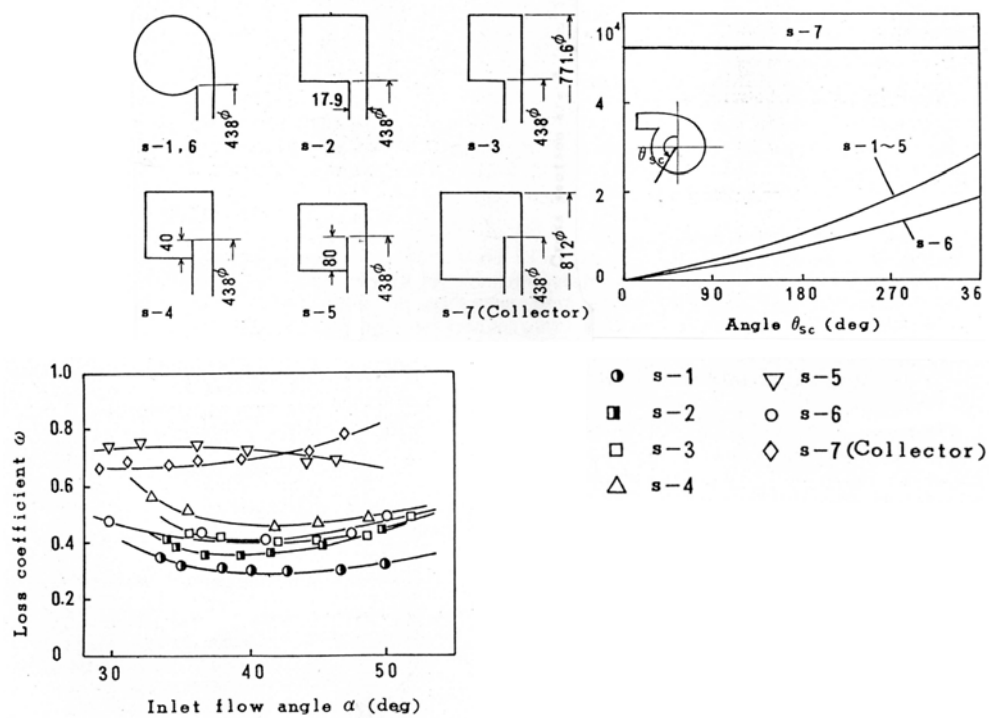 438φ
s-1,6
17.9
438φ
s-2
438φ
771.6φ
s-3
40
438φ
s-4
80
438φ
s-5
438φ
812φ
s-7(Collector)
10⁴
4
2
0
s-7
θsc
s-1~5
s-6
0
90
180
270
36
Angle θsc (deg)
Loss coefficient ω
1.0
0.8
0.6
0.4
0.2
0
30
40
50
Inlet flow angle α (deg)
s-1
s-2
s-3
s-4
s-5
s-6
s-7(Collector)